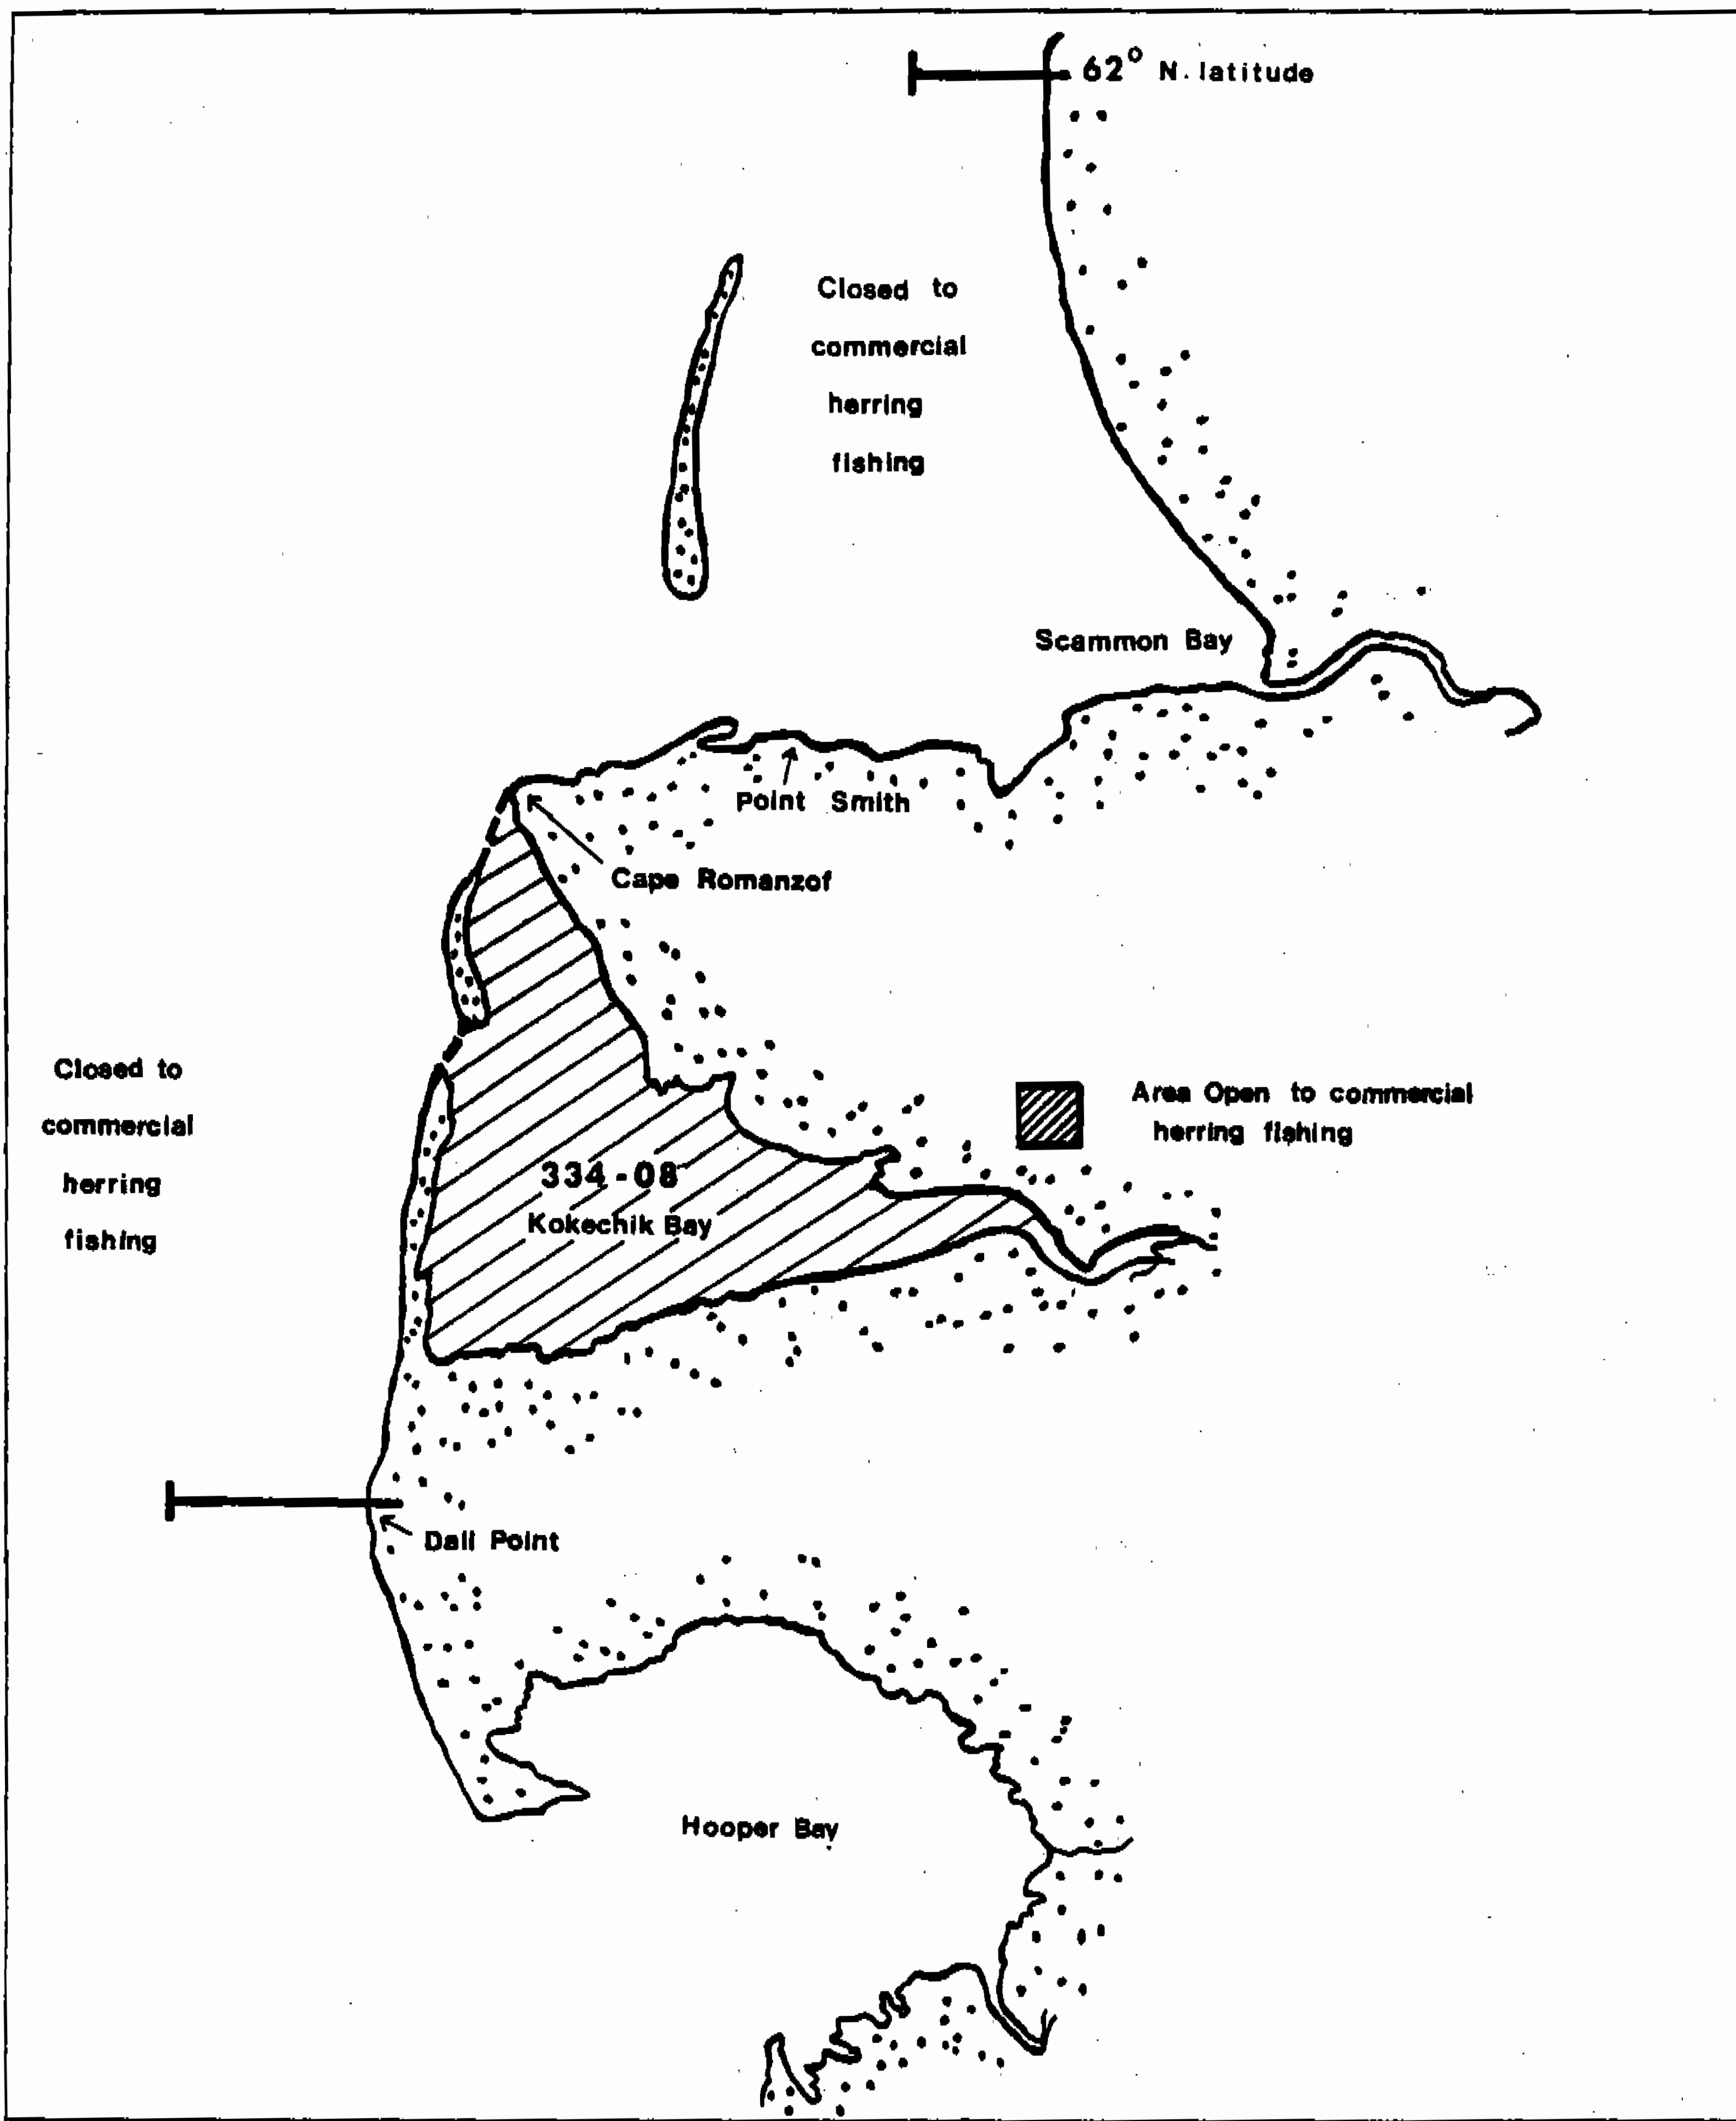 62° N. latitude
Closed to
commercial
herring
fishing
Scammon Bay
Point Smith
Cape Romanzof
Closed to
commercial
herring
fishing
Area Open to commercial
herring fishing
334-08
Kokechik Bay
Dall Point
Hooper Bay